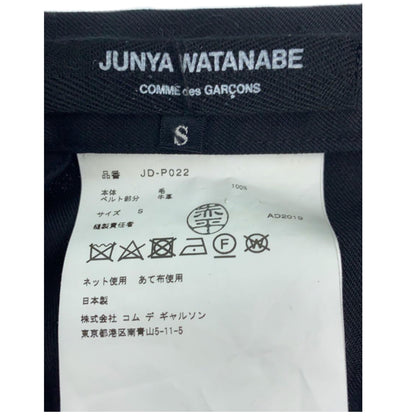 JUNYA WATANABE
COMME des GARÇONS
S
品番 JD-P022
本体 毛 100%
ベルト部分 牛革
サイズ S
縫製責任者 AD2019
ネット使用 あて布使用
日本製
株式会社 コム デ ギャルソン
東京都港区南青山5-11-5